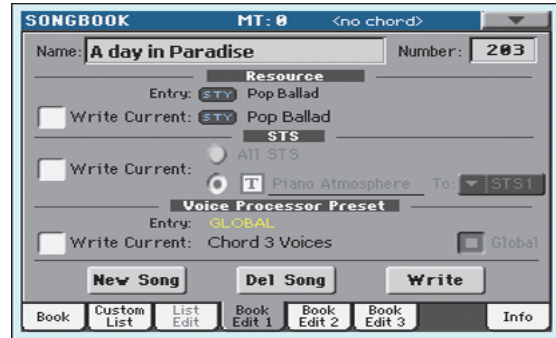 SONGBOOK MT: 0 <no chord>
Name: A day in Paradise Number: 203
Resource
Entry: STY Pop Ballad
Write Current: STY Pop Ballad
STS
All STS
Write Current:
T Piano Atmosphere To: STS1
Voice Processor Preset
Entry: GLOBAL
Write Current: Chord 3 Voices Global
New Song Del Song Write
Book Custom List List Edit Book Edit 1 Book Edit 2 Book Edit 3 Info